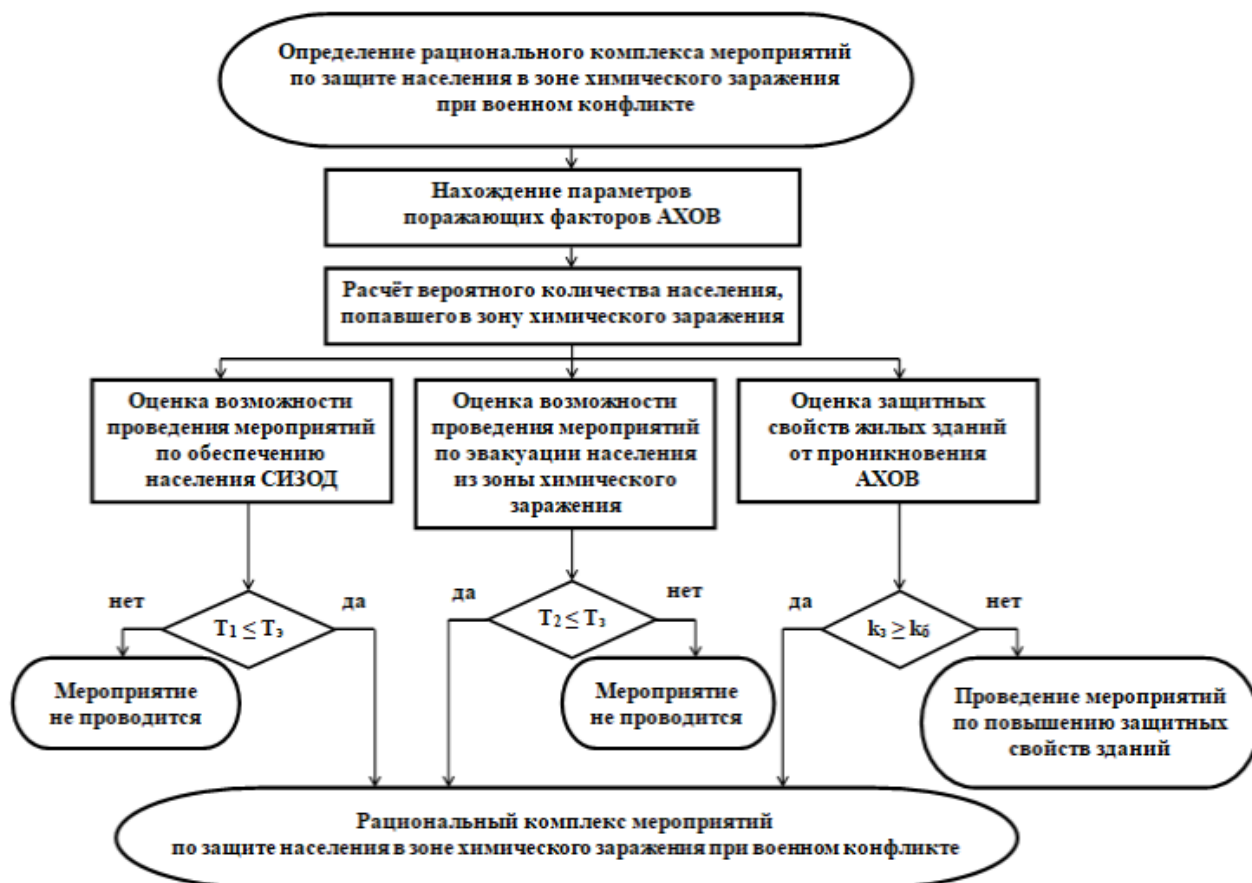 Определение рационального комплекса мероприятий
по защите населения в зоне химического заражения
при военном конфликте
Нахождение параметров
поражающих факторов АХОВ
Расчёт вероятного количества населения,
попавшего в зону химического заражения
Оценка возможности
проведения мероприятий
по обеспечению
населения СИЗОД
Оценка возможности
проведения мероприятий
по эвакуации населения
из зоны химического
заражения
Оценка защитных
свойств жилых зданий
от проникновения
АХОВ
нет
T₁ ≤ Tэ
да
да
T₂ ≤ Tз
нет
да
kз ≥ kб
нет
Мероприятие
не проводится
Мероприятие
не проводится
Проведение мероприятий
по повышению защитных
свойств зданий
Рациональный комплекс мероприятий
по защите населения в зоне химического заражения при военном конфликте